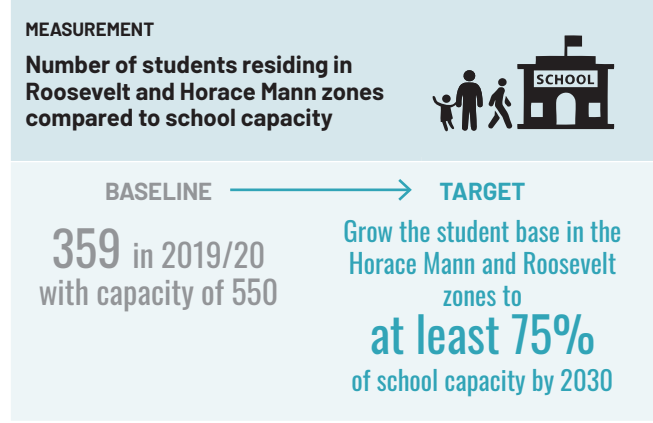 MEASUREMENT
Number of students residing in
Roosevelt and Horace Mann zones
compared to school capacity
SCHOOL
BASELINE
TARGET
359 in 2019/20
with capacity of 550
Grow the student base in the
Horace Mann and Roosevelt
zones to
at least 75%
of school capacity by 2030